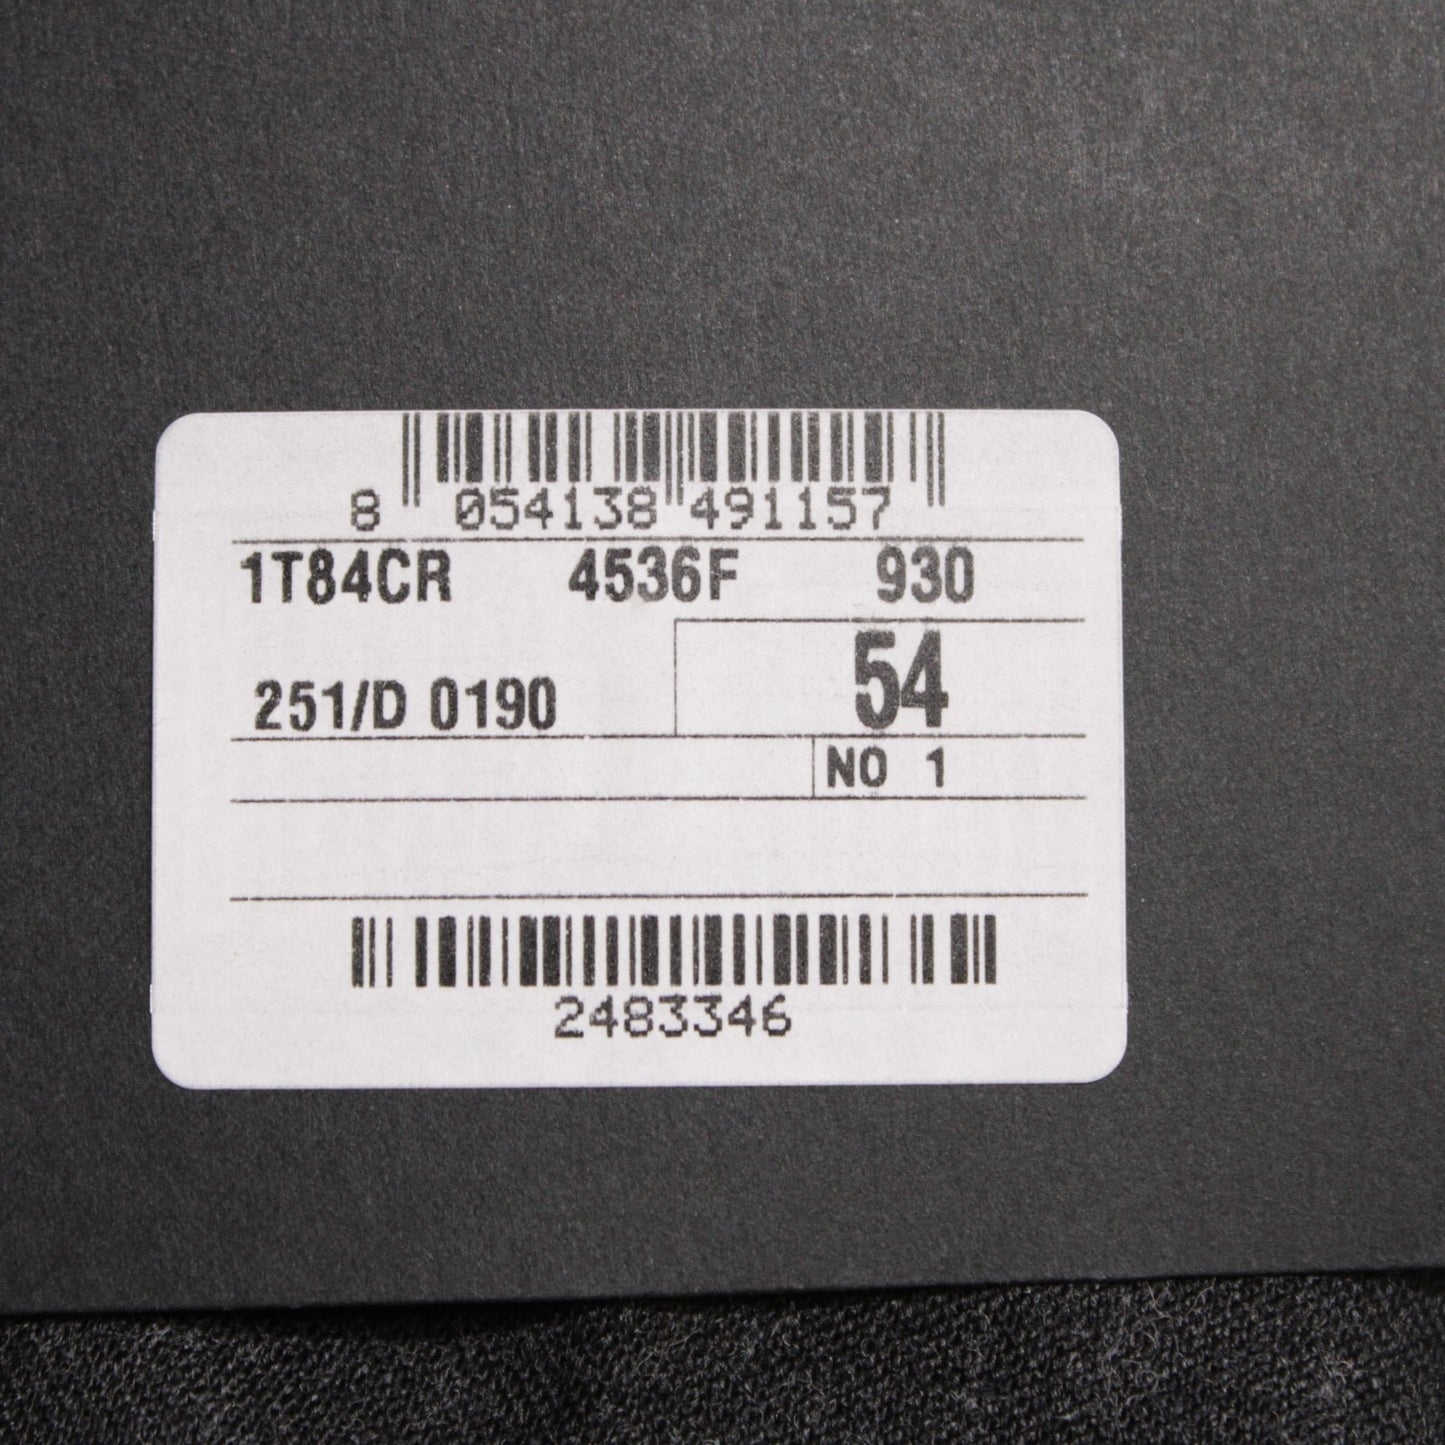 8 054138 491157
1T84CR 4536F 930
54
251/D 0190
NO 1
2483346